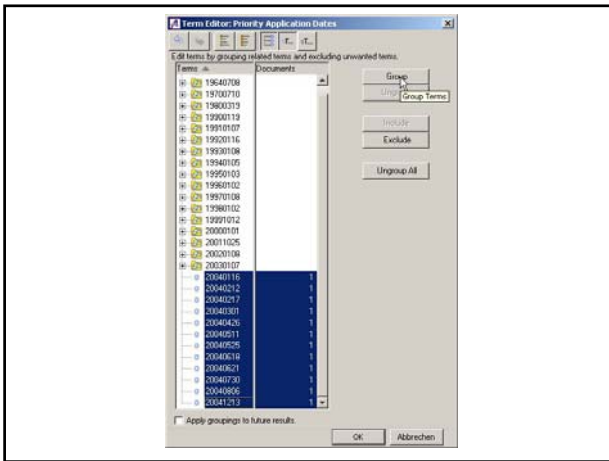 Term Editor: Priority Application Dates
Edit terms by grouping related terms and excluding unwanted terms.
Terms Documents
19640708
19700710
19800319
19900119
19910107
19920116
19930108
19940105
19950103
19960102
19970108
19980102
19991012
20000101
20011025
20020108
20030107
20040116 1
20040212 1
20040217 1
20040301 1
20040426 1
20040511 1
20040525 1
20040618 1
20040621 1
20040730 1
20040806 1
20041213 1
Group
Group Terms
Include
Exclude
Ungroup All
Apply groupings to future results.
OK Abbrechen